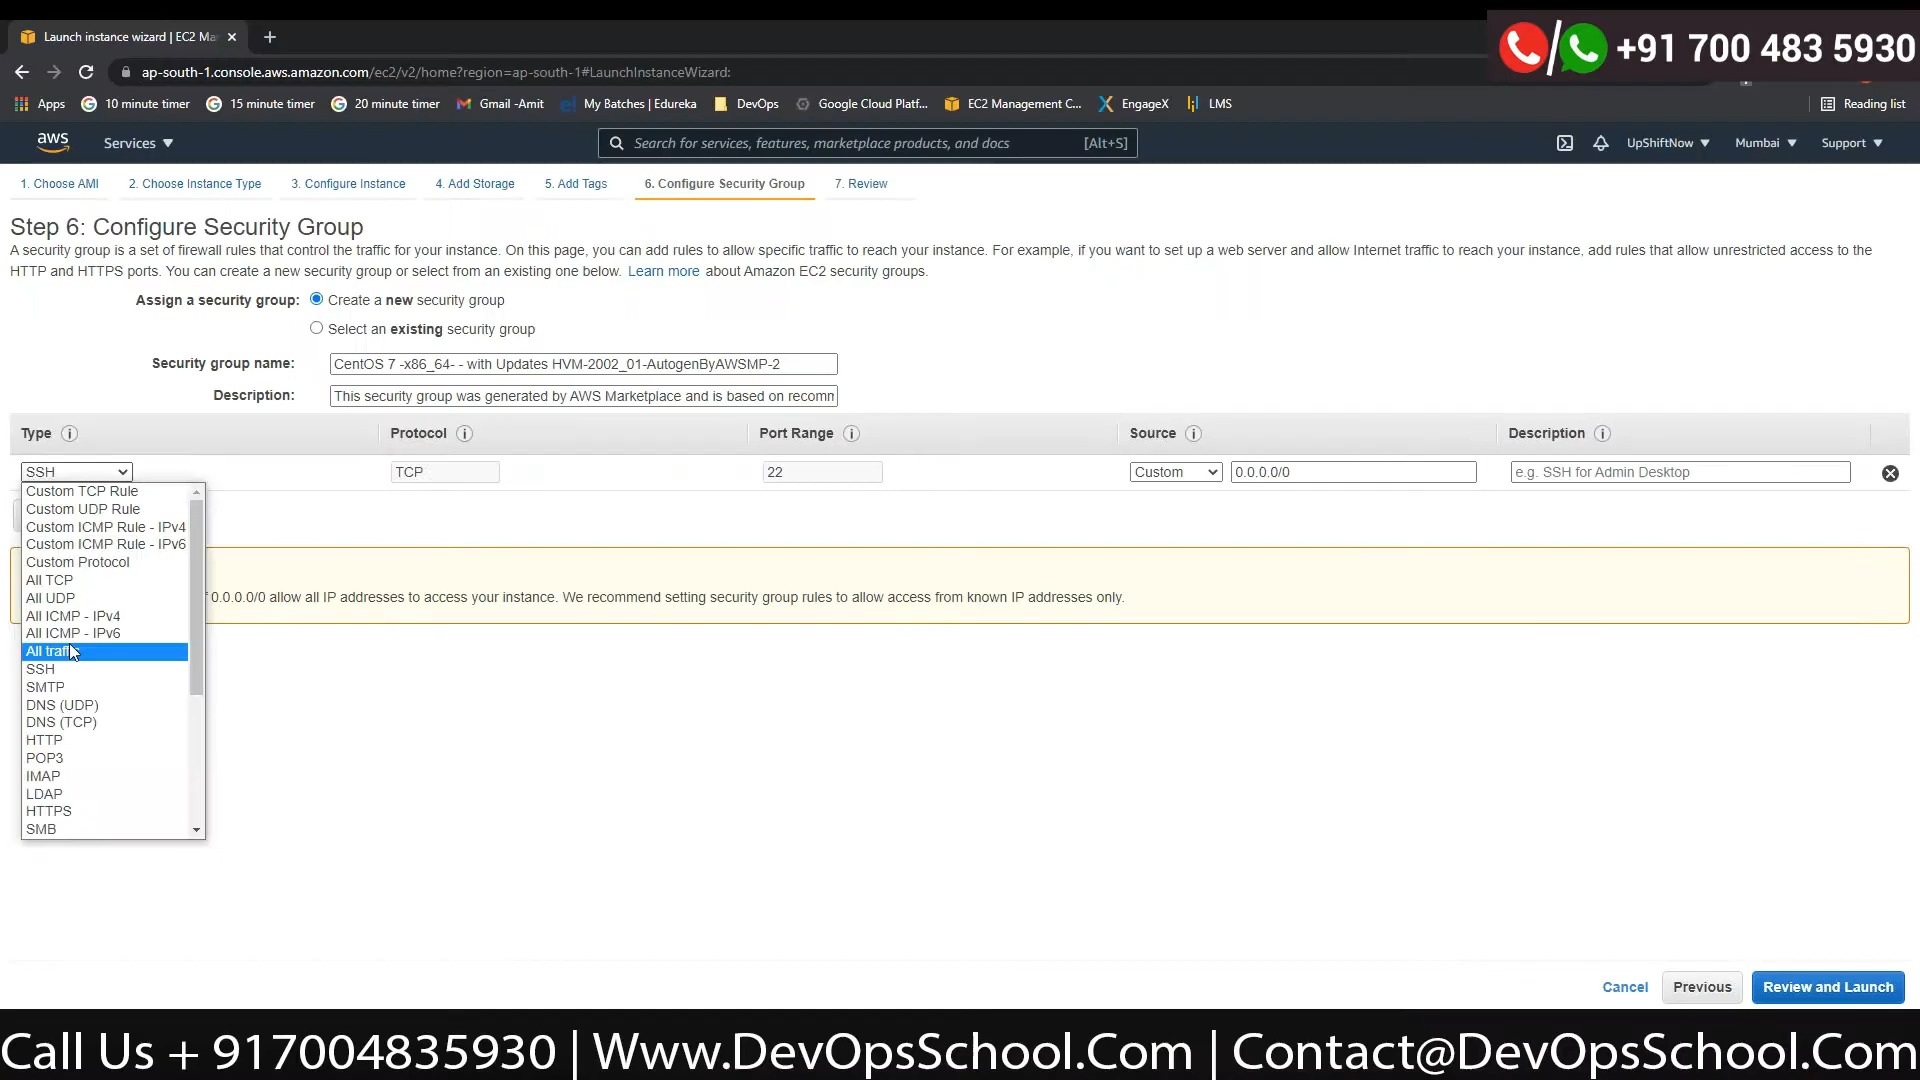 Launch instance wizard | EC2 Ma
+91 700 483 5930
ap-south-1.console.aws.amazon.com/ec2/v2/home?region=ap-south-1#LaunchInstanceWizard:
Apps 10 minute timer 15 minute timer 20 minute timer Gmail -Amit My Batches | Edureka DevOps Google Cloud Platf... EC2 Management C... EngageX LMS Reading list
aws Services Search for services, features, marketplace products, and docs [Alt+S] UpShiftNow Mumbai Support
1. Choose AMI 2. Choose Instance Type 3. Configure Instance 4. Add Storage 5. Add Tags 6. Configure Security Group 7. Review
Step 6: Configure Security Group
A security group is a set of firewall rules that control the traffic for your instance. On this page, you can add rules to allow specific traffic to reach your instance. For example, if you want to set up a web server and allow Internet traffic to reach your instance, add rules that allow unrestricted access to the
HTTP and HTTPS ports. You can create a new security group or select from an existing one below. Learn more about Amazon EC2 security groups.
Assign a security group: Create a new security group
Select an existing security group
Security group name: CentOS 7 -x86_64- - with Updates HVM-2002_01-AutogenByAWSMP-2
Description: This security group was generated by AWS Marketplace and is based on recomm
Type Protocol Port Range Source Description
SSH TCP 22 Custom 0.0.0.0/0 e.g. SSH for Admin Desktop
Custom TCP Rule
Custom UDP Rule
Custom ICMP Rule - IPv4
Custom ICMP Rule - IPv6
Custom Protocol
All TCP
All UDP
0.0.0.0/0 allow all IP addresses to access your instance. We recommend setting security group rules to allow access from known IP addresses only.
All ICMP - IPv4
All ICMP - IPv6
All traffic
SSH
SMTP
DNS (UDP)
DNS (TCP)
HTTP
POP3
IMAP
LDAP
HTTPS
SMB
Cancel Previous Review and Launch
Call Us + 917004835930 | Www.DevOpsSchool.Com | Contact@DevOpsSchool.Com